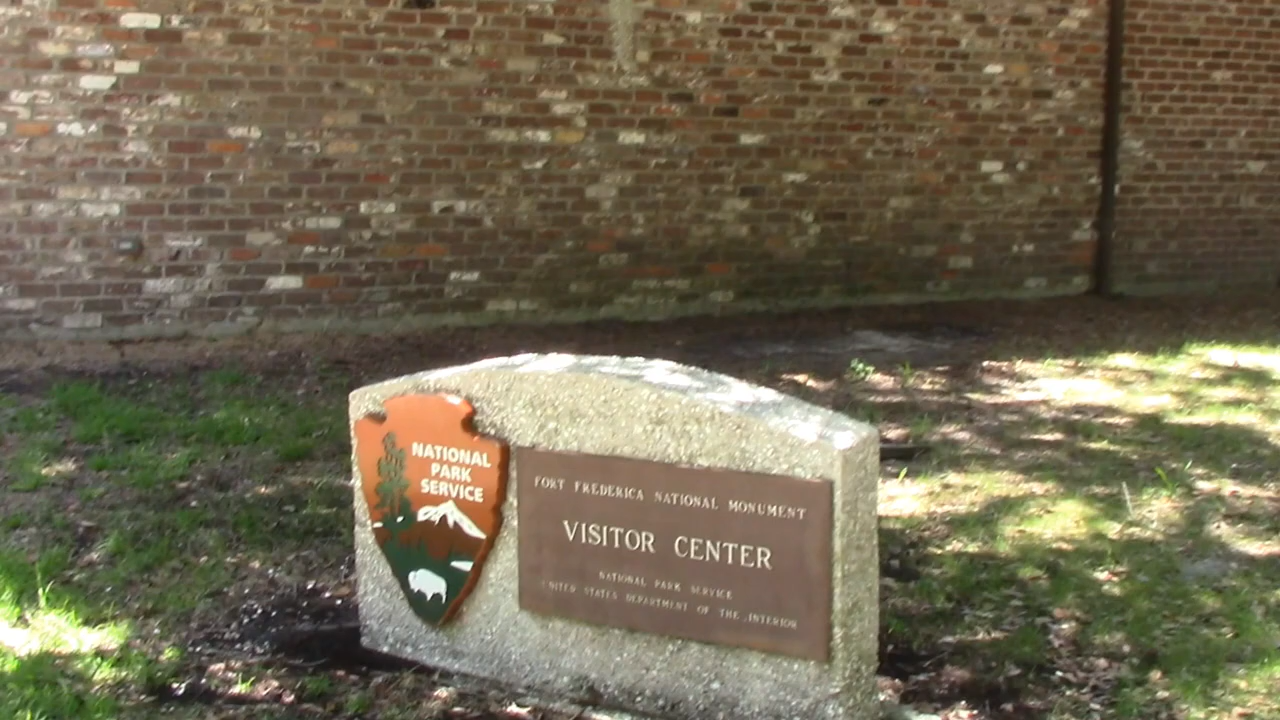 NATIONAL
PARK
SERVICE
FORT FREDERICA NATIONAL MONUMENT
VISITOR CENTER
NATIONAL PARK SERVICE
UNITED STATES DEPARTMENT OF THE INTERIOR